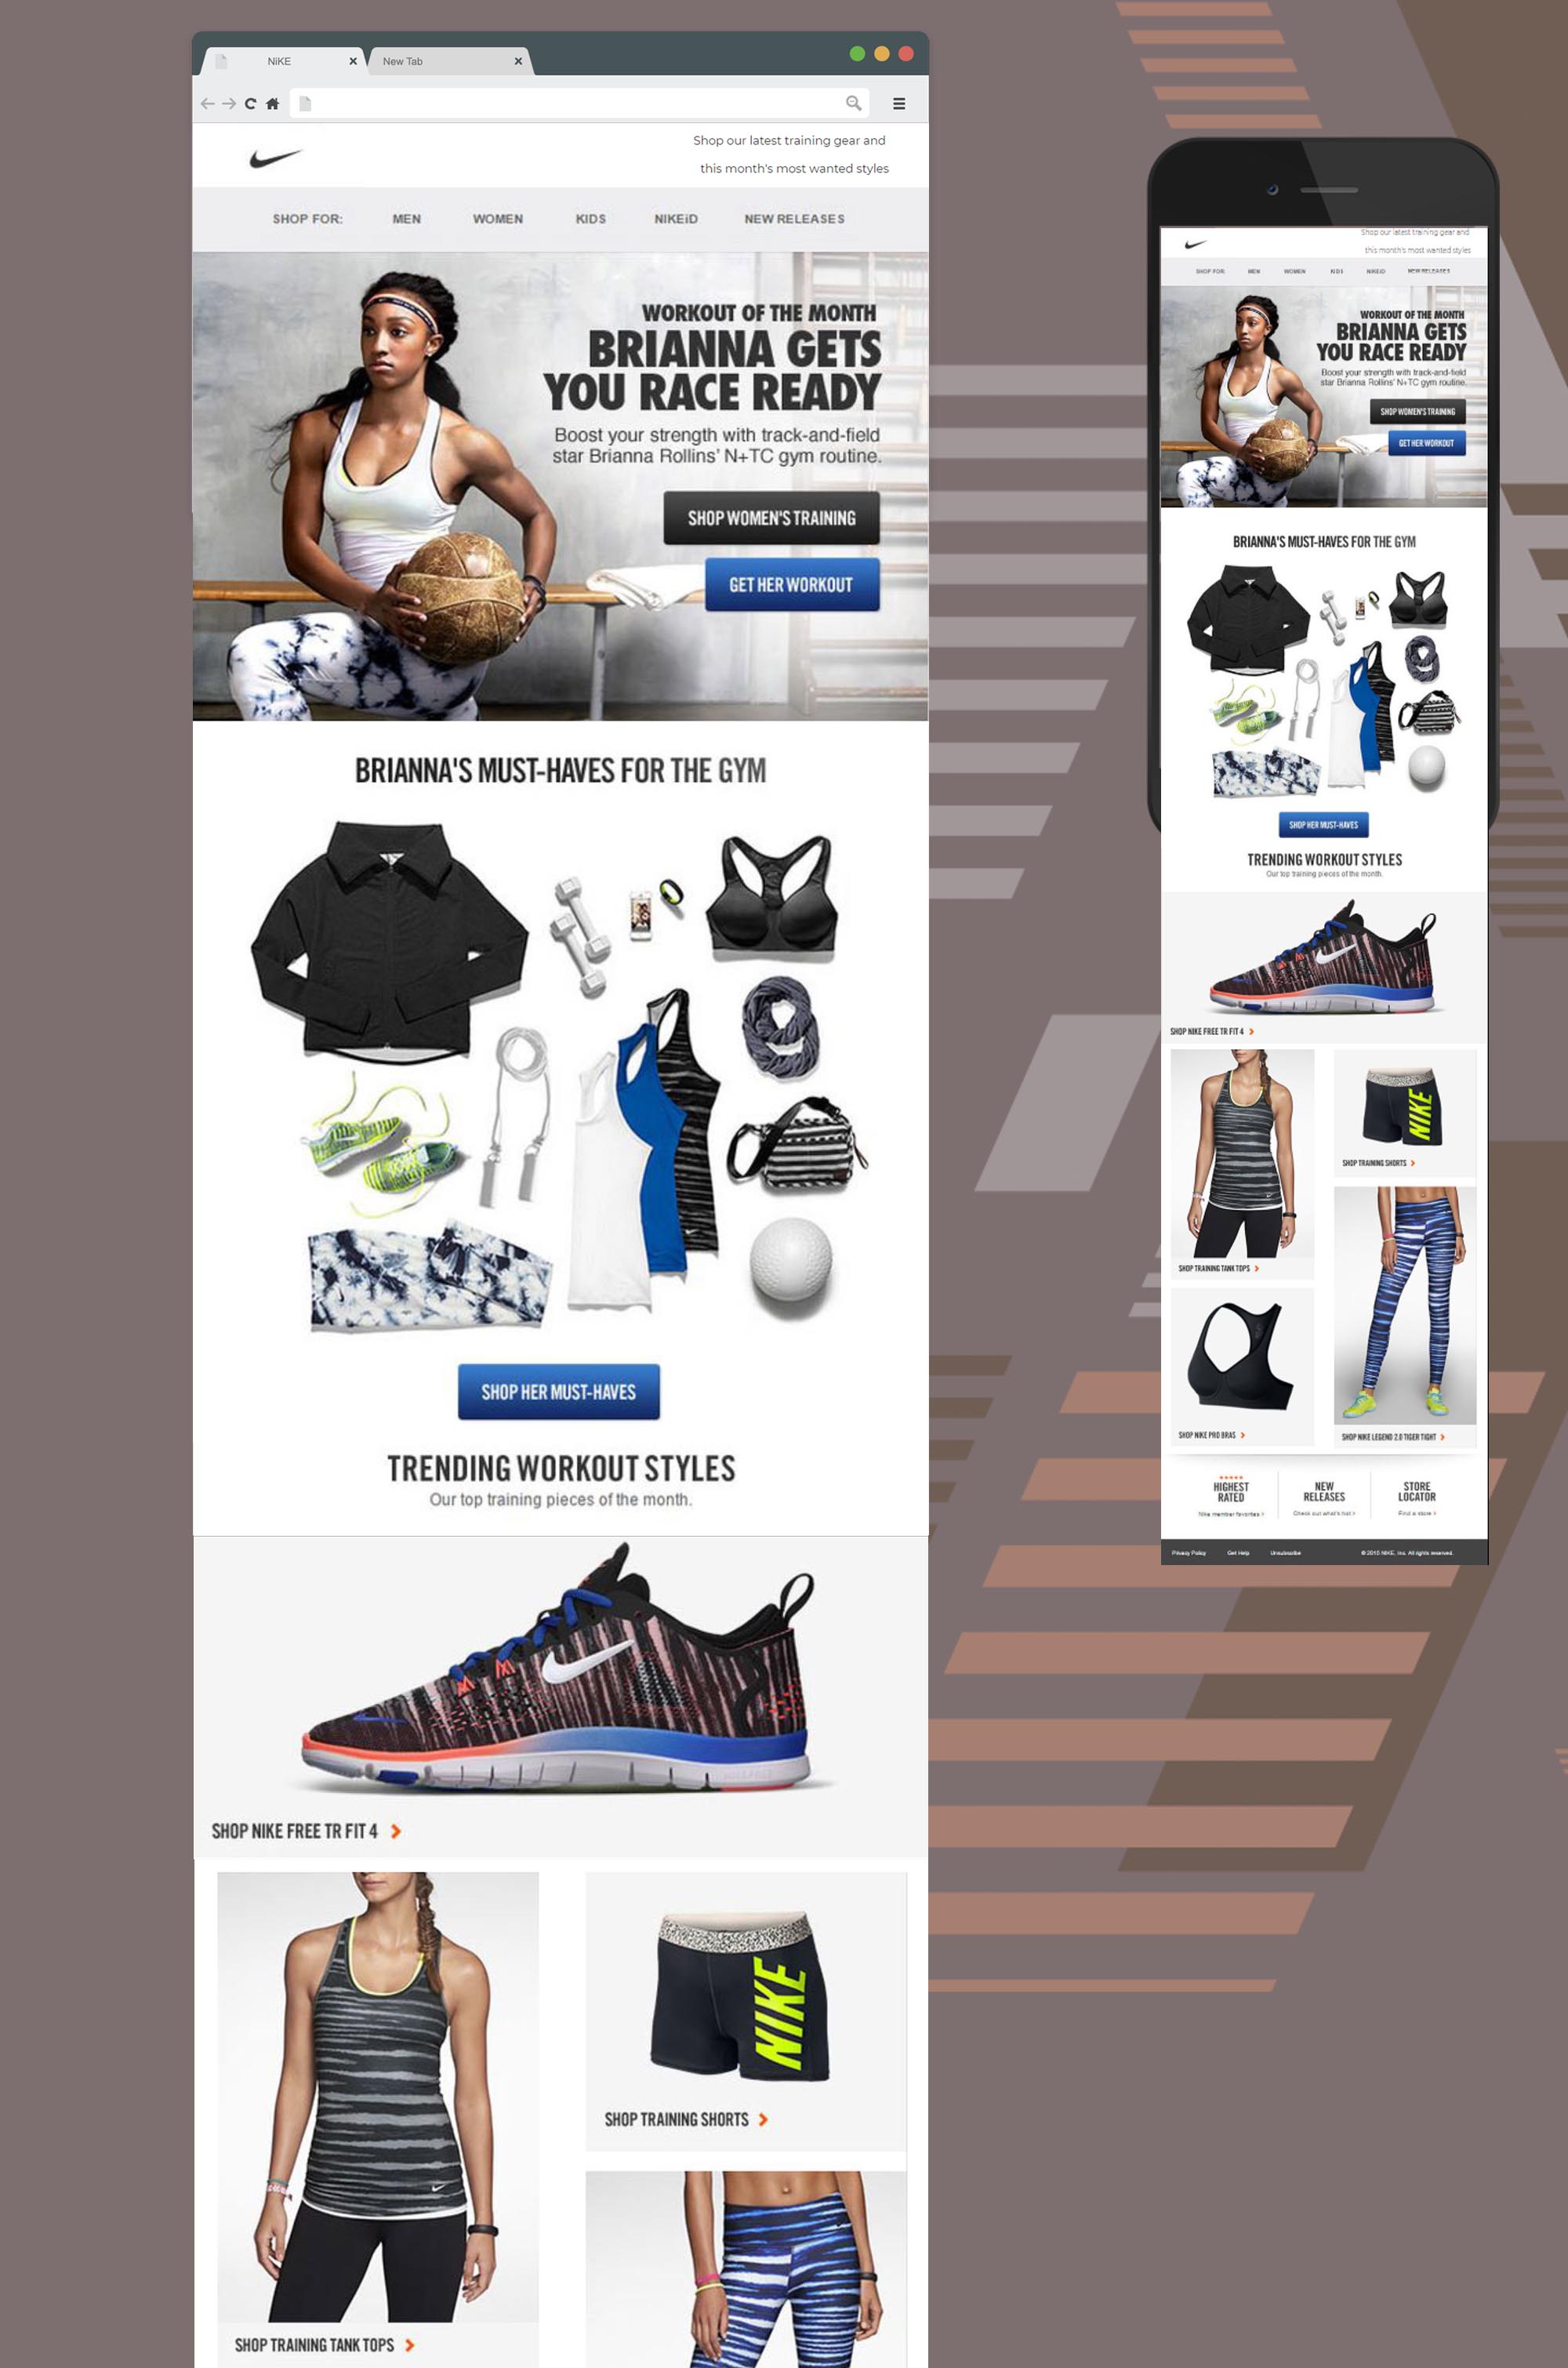 NiKE
New Tab
Shop our latest training gear and
this month's most wanted styles
SHOP FOR: MEN WOMEN KIDS NIKEiD NEW RELEASES
WORKOUT OF THE MONTH
BRIANNA GETS
YOU RACE READY
Boost your strength with track-and-field
star Brianna Rollins' N+TC gym routine.
SHOP WOMEN'S TRAINING
GET HER WORKOUT
BRIANNA'S MUST-HAVES FOR THE GYM
SHOP HER MUST-HAVES
TRENDING WORKOUT STYLES
Our top training pieces of the month.
SHOP NIKE FREE TR FIT 4
NIKE
SHOP TRAINING SHORTS
SHOP TRAINING TANK TOPS
Shop our latest training gear and
this month's most wanted styles
SHOP FOR: MEN WOMEN KIDS NIKEiD NEW RELEASES
WORKOUT OF THE MONTH
BRIANNA GETS
YOU RACE READY
Boost your strength with track-and-field
star Brianna Rollins' N+TC gym routine.
SHOP WOMEN'S TRAINING
GET HER WORKOUT
BRIANNA'S MUST-HAVES FOR THE GYM
SHOP HER MUST-HAVES
TRENDING WORKOUT STYLES
Our top training pieces of the month.
SHOP NIKE FREE TR FIT 4
NIKE
SHOP TRAINING SHORTS
SHOP TRAINING TANK TOPS
SHOP NIKE PRO BRAS
SHOP NIKE LEGEND 2.0 TIGER TIGHT
HIGHEST
RATED
Nike member favorites
NEW
RELEASES
Check out what's hot
STORE
LOCATOR
Find a store
Privacy Policy Get Help Unsubscribe © 2015 NIKE, Inc. All rights reserved.